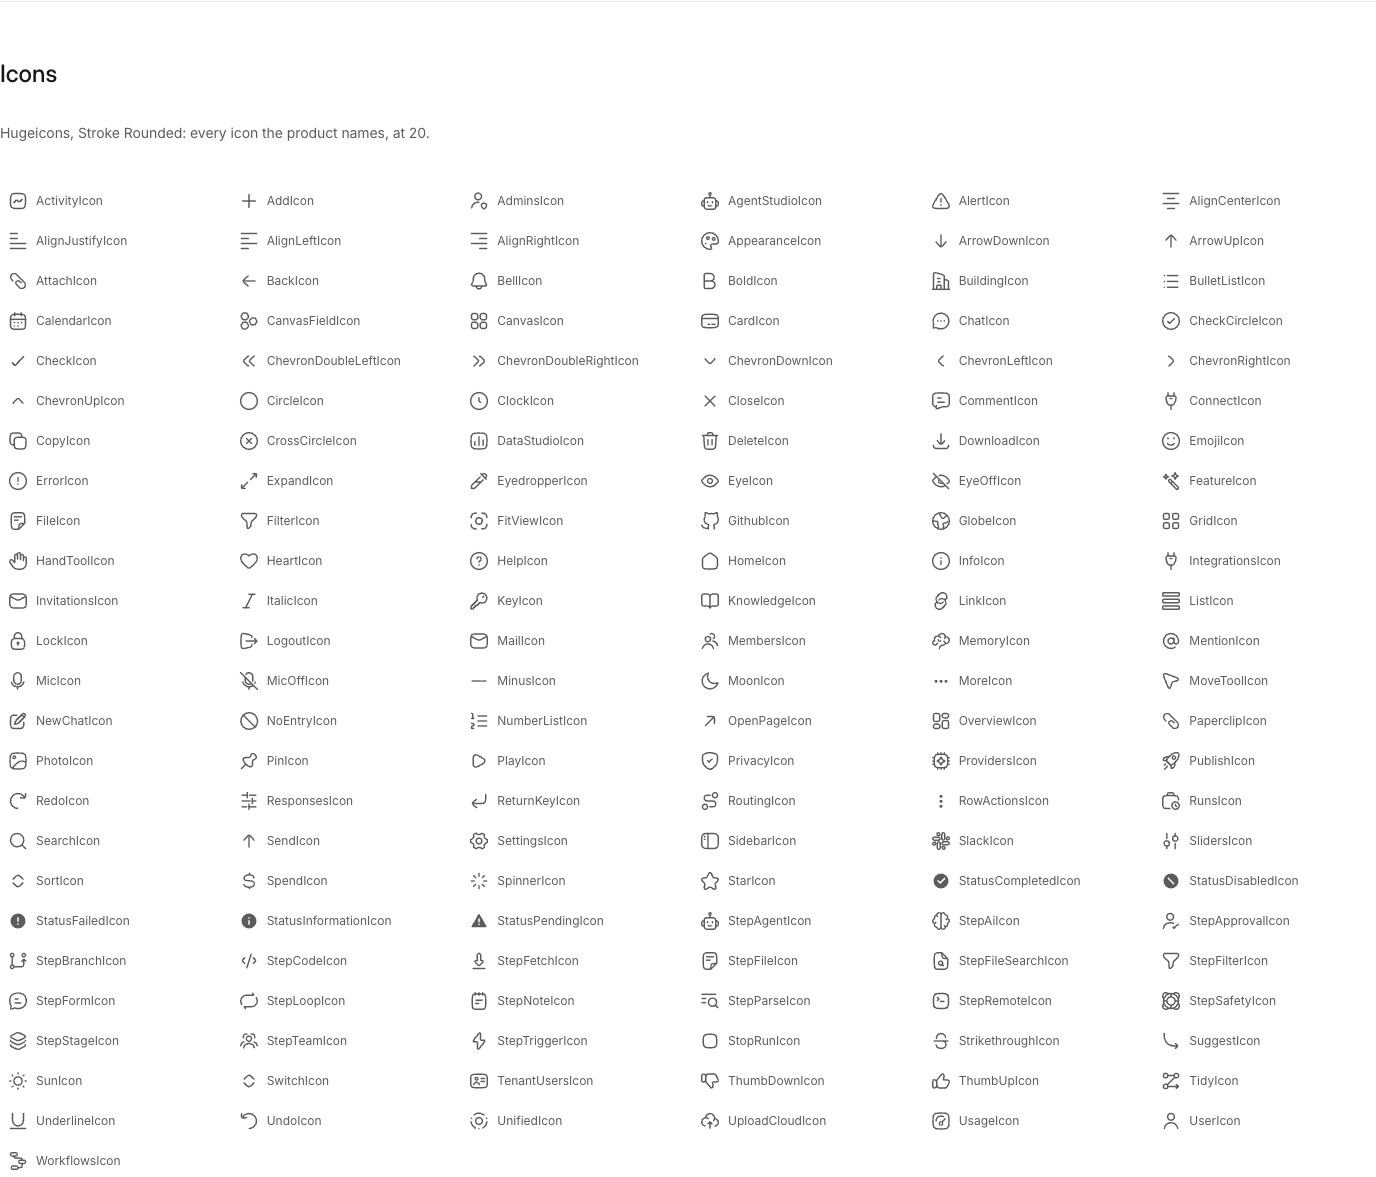 Icons
Hugeicons, Stroke Rounded: every icon the product names, at 20.
ActivityIcon AddIcon AdminsIcon AgentStudioIcon AlertIcon AlignCenterIcon
AlignJustifyIcon AlignLeftIcon AlignRightIcon AppearanceIcon ArrowDownIcon ArrowUpIcon
AttachIcon BackIcon BellIcon BoldIcon BuildingIcon BulletListIcon
CalendarIcon CanvasFieldIcon CanvasIcon CardIcon ChatIcon CheckCircleIcon
CheckIcon ChevronDoubleLeftIcon ChevronDoubleRightIcon ChevronDownIcon ChevronLeftIcon ChevronRightIcon
ChevronUpIcon CircleIcon ClockIcon CloseIcon CommentIcon ConnectIcon
CopyIcon CrossCircleIcon DataStudioIcon DeleteIcon DownloadIcon EmojiIcon
ErrorIcon ExpandIcon EyedropperIcon EyeIcon EyeOffIcon FeatureIcon
FileIcon FilterIcon FitViewIcon GithubIcon GlobeIcon GridIcon
HandToolIcon HeartIcon HelpIcon HomeIcon InfoIcon IntegrationsIcon
InvitationsIcon ItalicIcon KeyIcon KnowledgeIcon LinkIcon ListIcon
LockIcon LogoutIcon MailIcon MembersIcon MemoryIcon MentionIcon
MicIcon MicOffIcon MinusIcon MoonIcon MoreIcon MoveToolIcon
NewChatIcon NoEntryIcon NumberListIcon OpenPageIcon OverviewIcon PaperclipIcon
PhotoIcon PinIcon PlayIcon PrivacyIcon ProvidersIcon PublishIcon
RedoIcon ResponsesIcon ReturnKeyIcon RoutingIcon RowActionsIcon RunsIcon
SearchIcon SendIcon SettingsIcon SidebarIcon SlackIcon SlidersIcon
SortIcon SpendIcon SpinnerIcon StarIcon StatusCompletedIcon StatusDisabledIcon
StatusFailedIcon StatusInformationIcon StatusPendingIcon StepAgentIcon StepAiIcon StepApprovalIcon
StepBranchIcon StepCodeIcon StepFetchIcon StepFileIcon StepFileSearchIcon StepFilterIcon
StepFormIcon StepLoopIcon StepNoteIcon StepParseIcon StepRemoteIcon StepSafetyIcon
StepStageIcon StepTeamIcon StepTriggerIcon StopRunIcon StrikethroughIcon SuggestIcon
SunIcon SwitchIcon TenantUsersIcon ThumbDownIcon ThumbUpIcon TidyIcon
UnderlineIcon UndoIcon UnifiedIcon UploadCloudIcon UsageIcon UserIcon
WorkflowsIcon